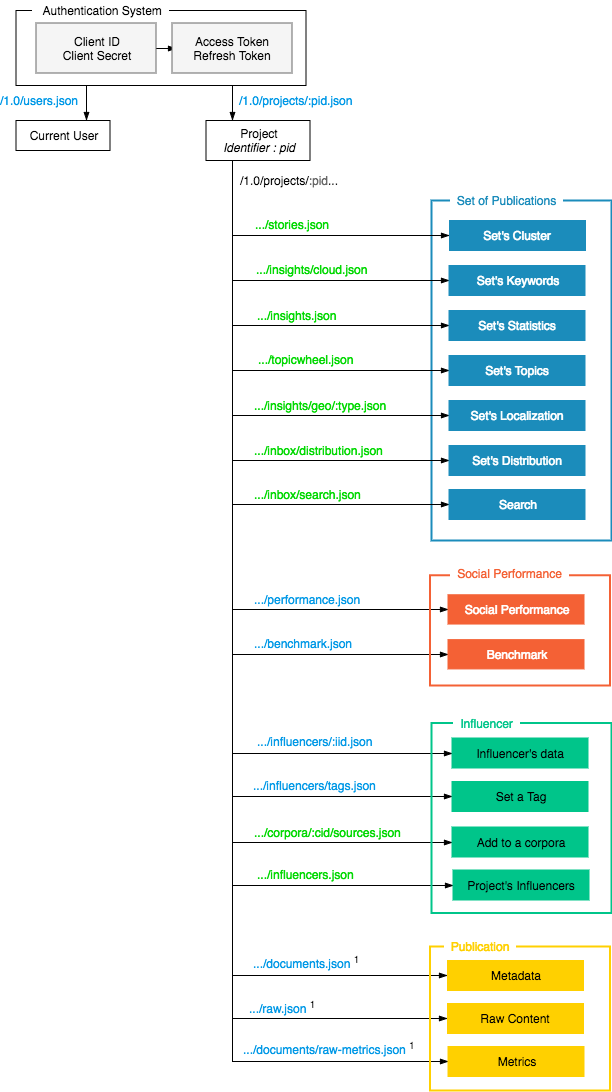 Authentication System
Client ID
Client Secret
Access Token
Refresh Token
/1.0/users.json
/1.0/projects/:pid.json
Current User
Project
Identifier : pid
/1.0/projects/:pid...
Set of Publications
.../stories.json
Set's Cluster
.../insights/cloud.json
Set's Keywords
.../insights.json
Set's Statistics
.../topicwheel.json
Set's Topics
.../insights/geo/:type.json
Set's Localization
.../inbox/distribution.json
Set's Distribution
.../inbox/search.json
Search
Social Performance
.../performance.json
Social Performance
.../benchmark.json
Benchmark
Influencer
.../influencers/:iid.json
Influencer's data
.../influencers/tags.json
Set a Tag
.../corpora/:cid/sources.json
Add to a corpora
.../influencers.json
Project's Influencers
Publication
.../documents.json 1
Metadata
.../raw.json 1
Raw Content
.../documents/raw-metrics.json 1
Metrics